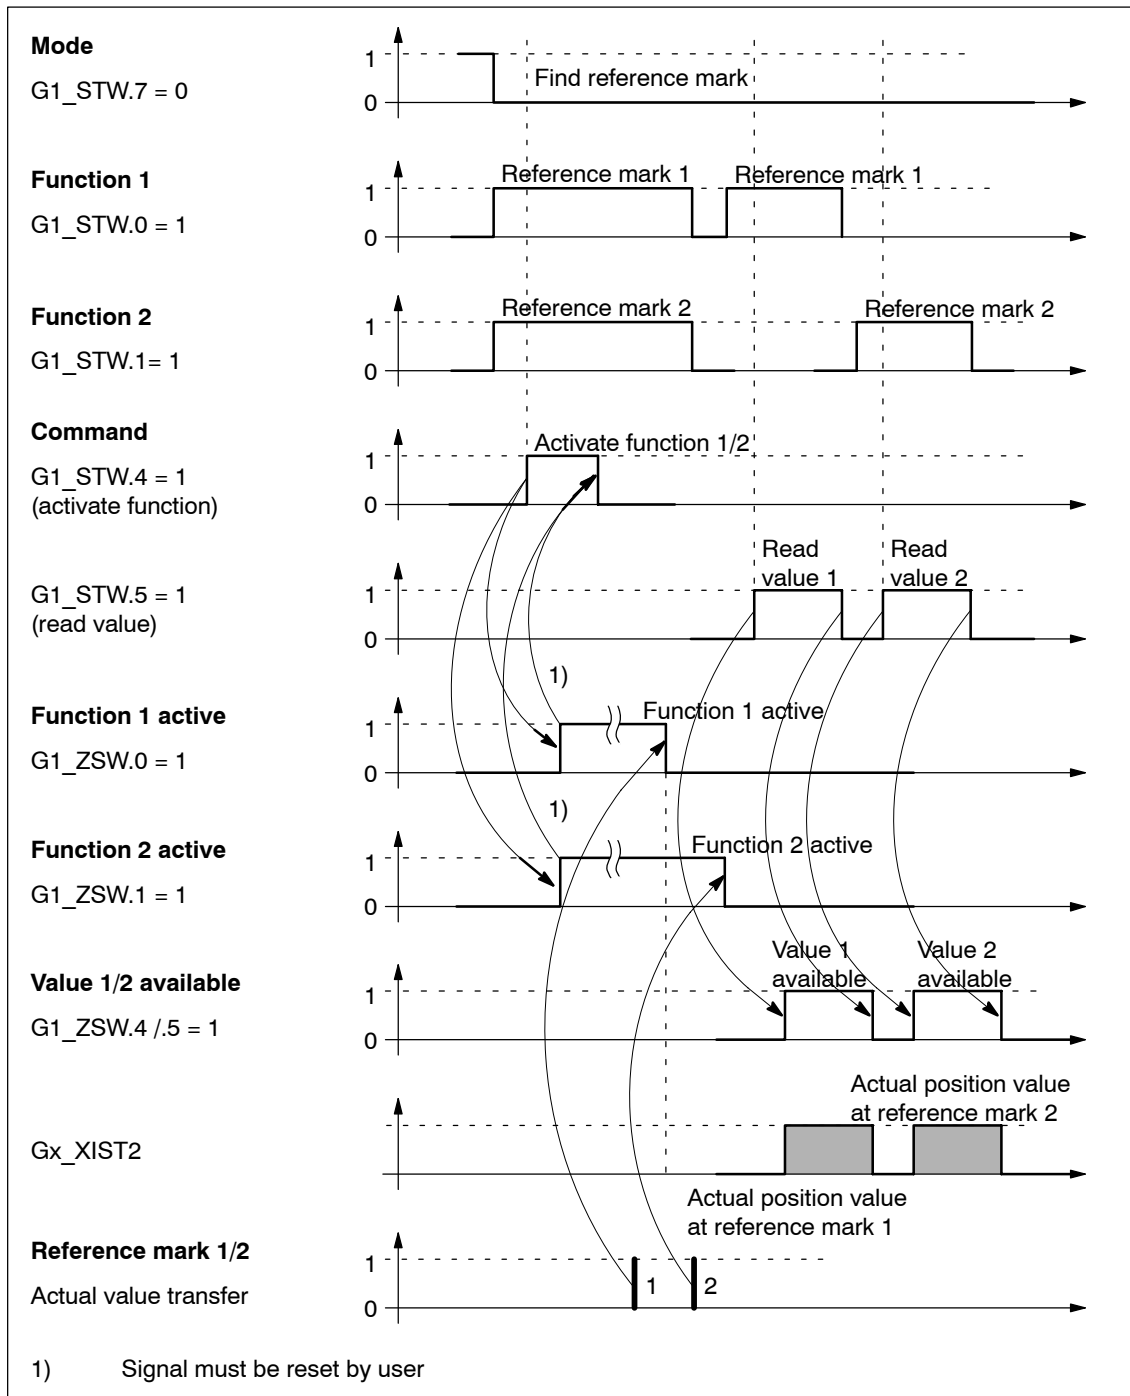 Mode
G1_STW.7 = 0
1
0
Find reference mark
Function 1
G1_STW.0 = 1
1
0
Reference mark 1
Reference mark 1
Function 2
G1_STW.1= 1
1
0
Reference mark 2
Reference mark 2
Command
G1_STW.4 = 1
(activate function)
1
0
Activate function 1/2
G1_STW.5 = 1
(read value)
1
0
Read
value 1
Read
value 2
1)
Function 1 active
G1_ZSW.0 = 1
1
0
Function 1 active
1)
Function 2 active
G1_ZSW.1 = 1
1
0
Function 2 active
Value 1/2 available
G1_ZSW.4 /.5 = 1
1
0
Value 1
available
Value 2
available
Gx_XIST2
Actual position value
at reference mark 2
Actual position value
at reference mark 1
Reference mark 1/2
Actual value transfer
1
0
1
2
1) Signal must be reset by user